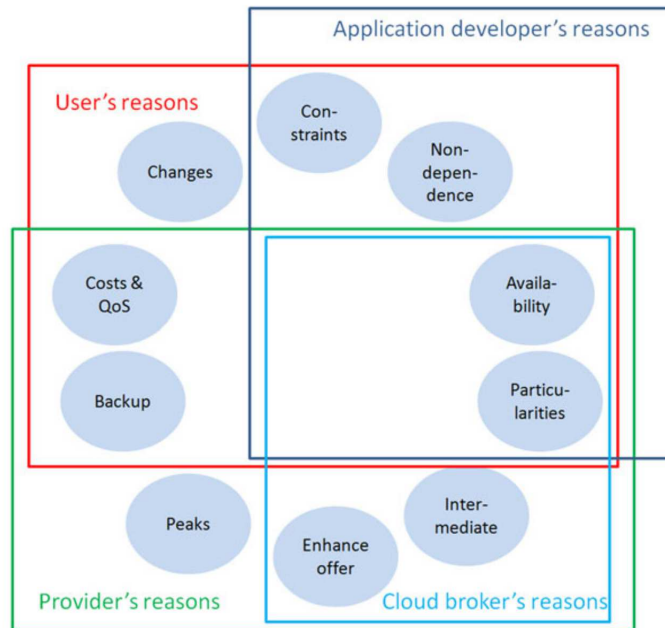 Application developer's reasons
User's reasons
Con-
straints
Changes
Non-
depen-
dence
Costs &
QoS
Availa-
bility
Backup
Particu-
larities
Peaks
Inter-
mediate
Enhance
offer
Provider's reasons
Cloud broker's reasons